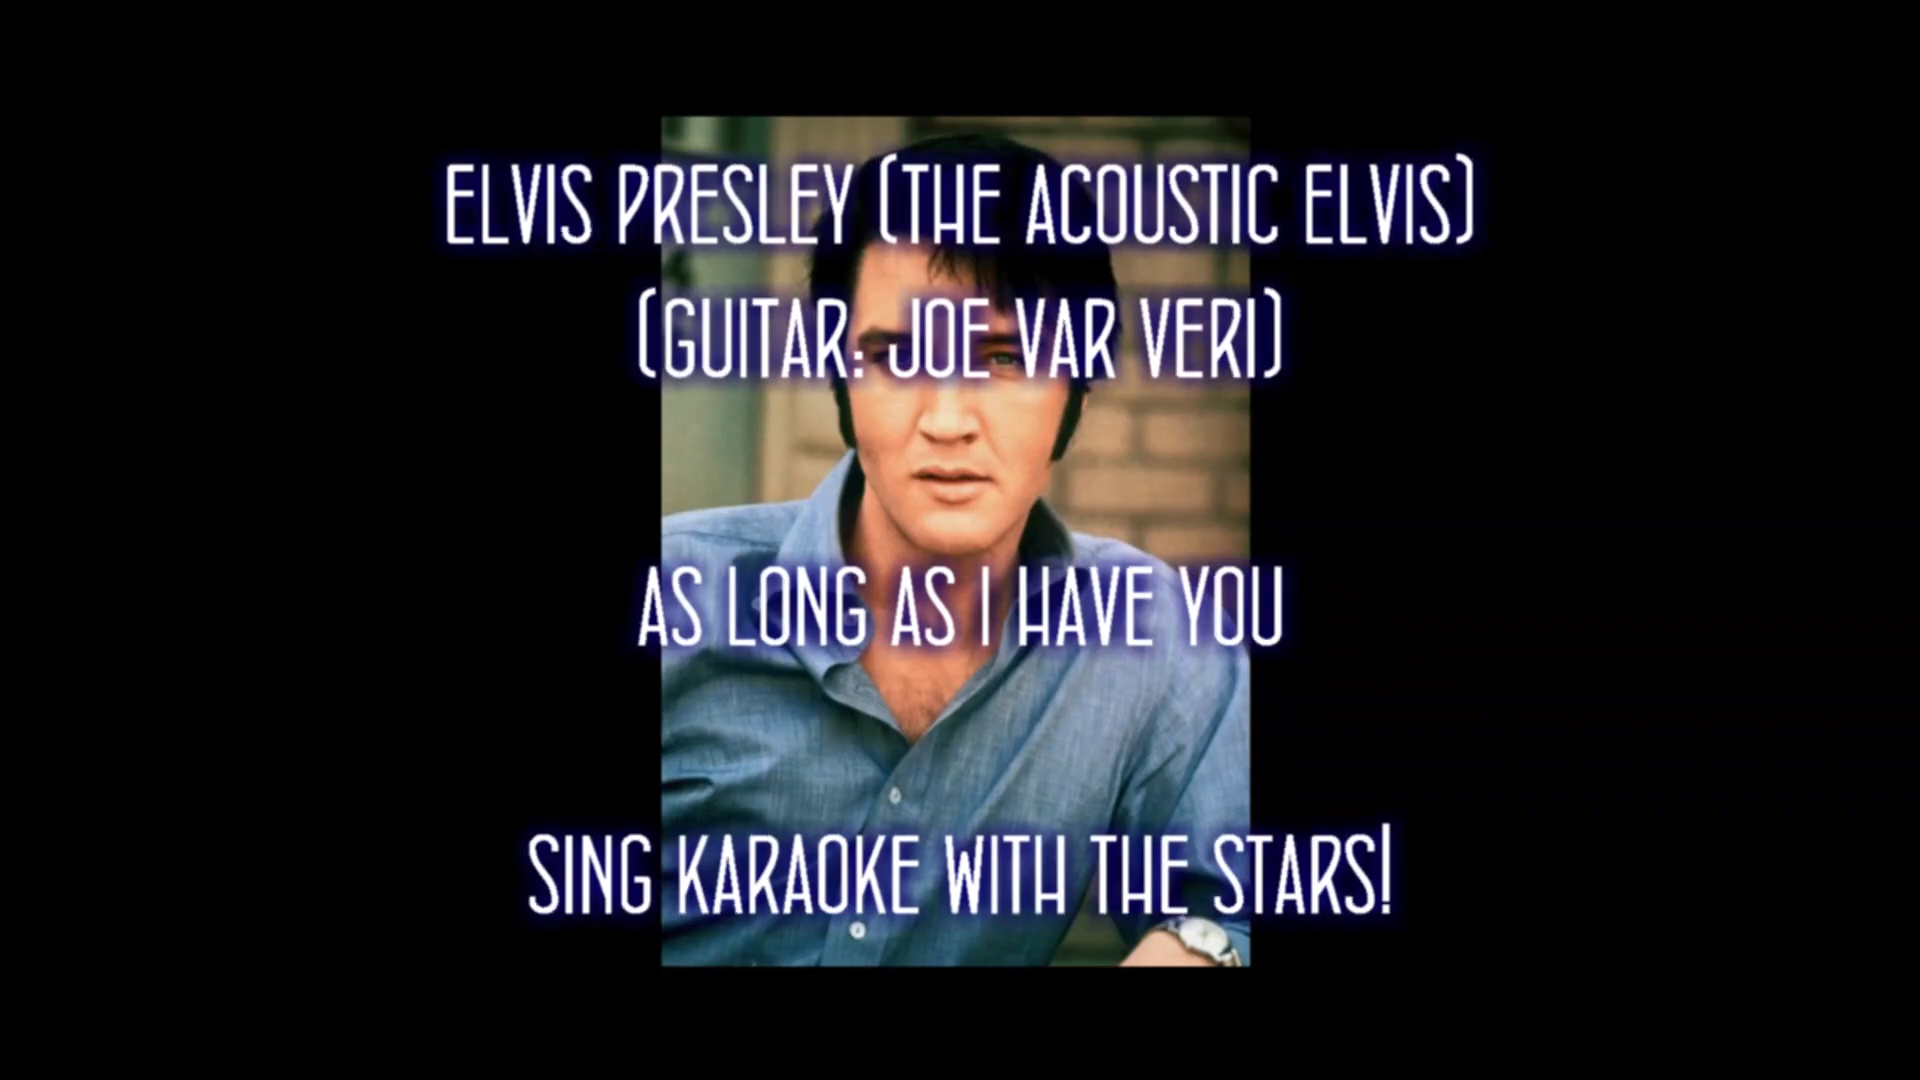 ELVIS PRESLEY (THE ACOUSTIC ELVIS)
(GUITAR: JOE VAR VERI)
AS LONG AS I HAVE YOU
SING KARAOKE WITH THE STARS!